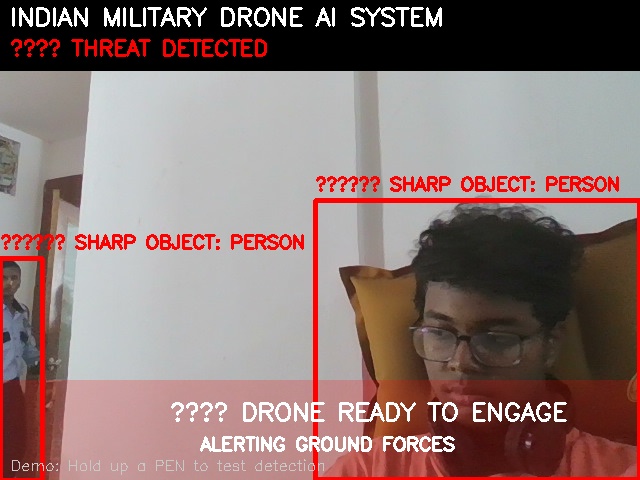 INDIAN MILITARY DRONE AI SYSTEM
???? THREAT DETECTED
?????? SHARP OBJECT: PERSON
?????? SHARP OBJECT: PERSON
???? DRONE READY TO ENGAGE
ALERTING GROUND FORCES
Demo: Hold up a PEN to test detection